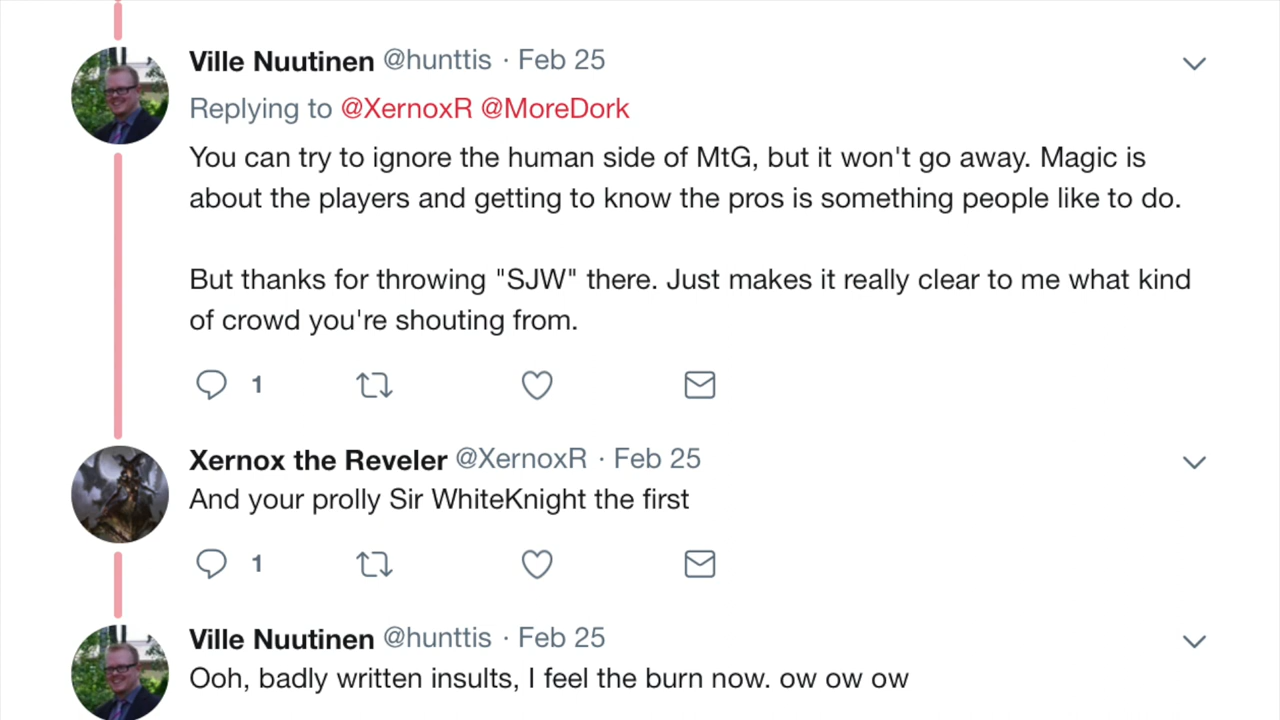 Ville Nuutinen @hunttis · Feb 25
Replying to @XernoxR @MoreDork
You can try to ignore the human side of MtG, but it won't go away. Magic is
about the players and getting to know the pros is something people like to do.
But thanks for throwing "SJW" there. Just makes it really clear to me what kind
of crowd you're shouting from.
1
Xernox the Reveler @XernoxR · Feb 25
And your prolly Sir WhiteKnight the first
1
Ville Nuutinen @hunttis · Feb 25
Ooh, badly written insults, I feel the burn now. ow ow ow